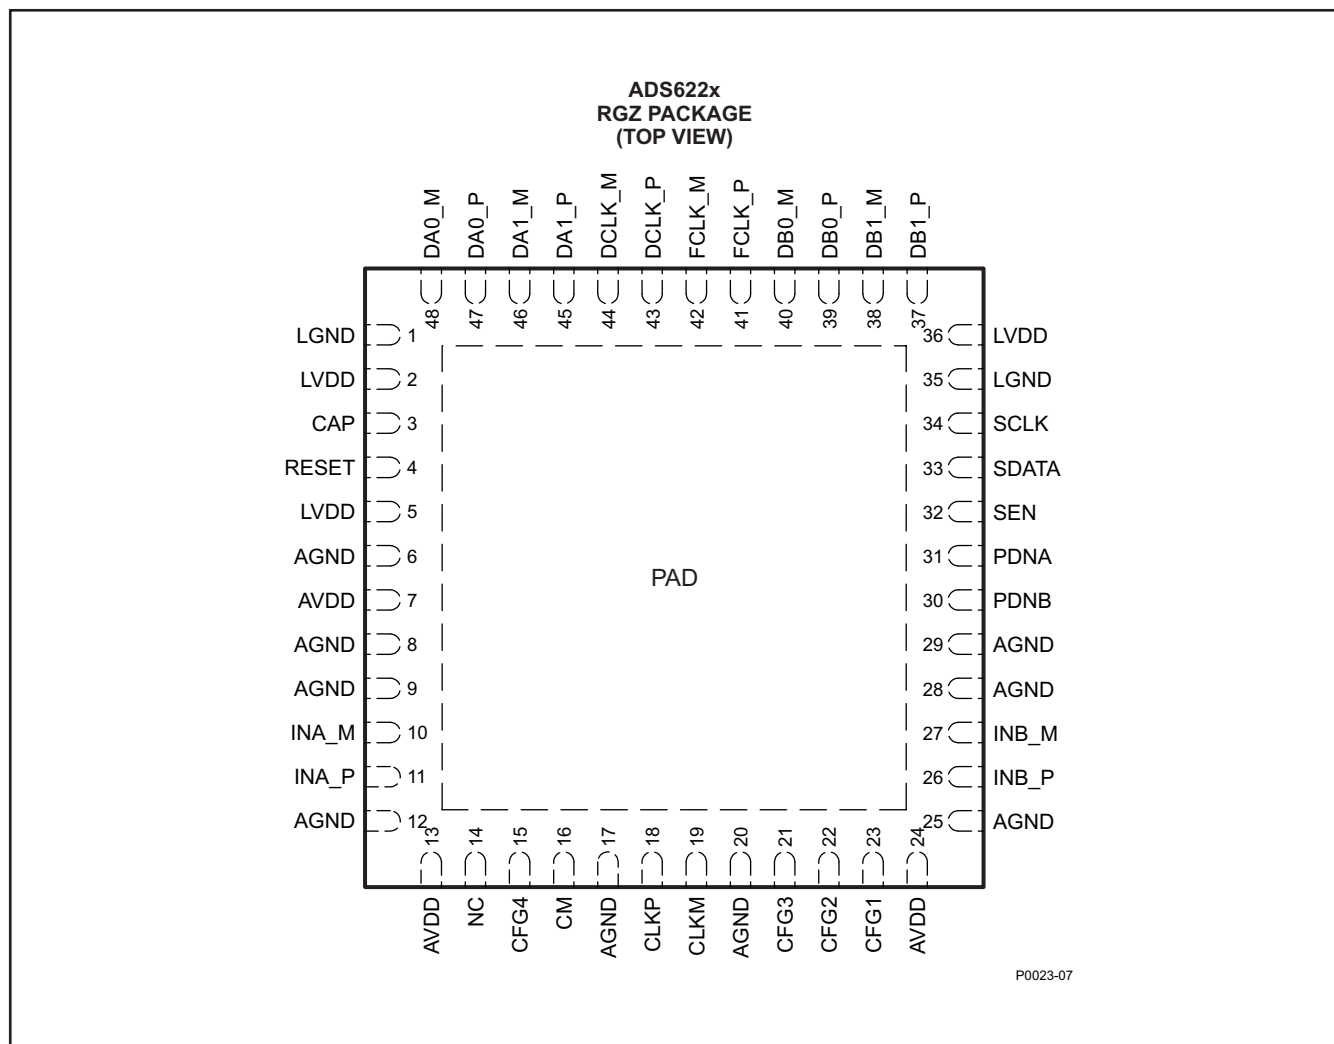 ADS622x
RGZ PACKAGE
(TOP VIEW)
DA0_M
DA0_P
DA1_M
DA1_P
DCLK_M
DCLK_P
FCLK_M
FCLK_P
DB0_M
DB0_P
DB1_M
DB1_P
48
47
46
45
44
43
42
41
40
39
38
37
LGND 1
36 LVDD
LVDD 2
35 LGND
CAP 3
34 SCLK
RESET 4
33 SDATA
LVDD 5
32 SEN
AGND 6
31 PDNA
PAD
AVDD 7
30 PDNB
AGND 8
29 AGND
AGND 9
28 AGND
INA_M 10
27 INB_M
INA_P 11
26 INB_P
AGND 12
25 AGND
13
14
15
16
17
18
19
20
21
22
23
24
AVDD
NC
CFG4
CM
AGND
CLKP
CLKM
AGND
CFG3
CFG2
CFG1
AVDD
P0023-07